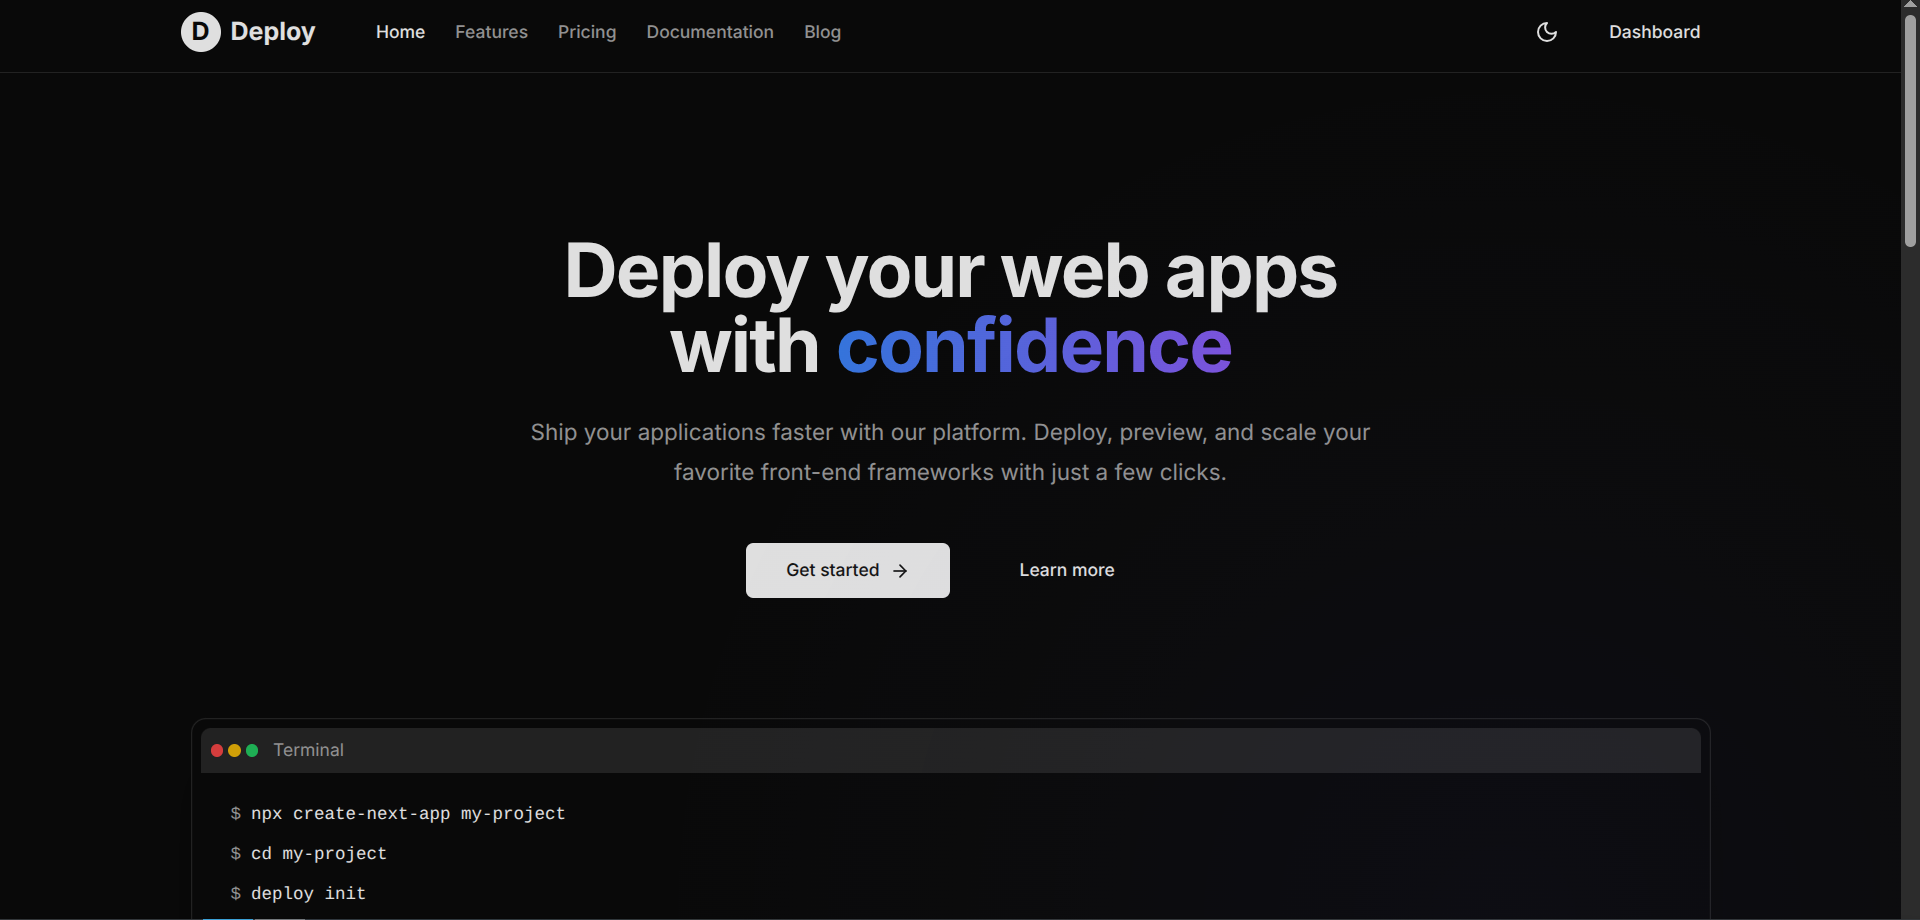 D Deploy Home Features Pricing Documentation Blog Dashboard
Deploy your web apps
with confidence
Ship your applications faster with our platform. Deploy, preview, and scale your
favorite front-end frameworks with just a few clicks.
Get started Learn more
Terminal
$ npx create-next-app my-project
$ cd my-project
$ deploy init